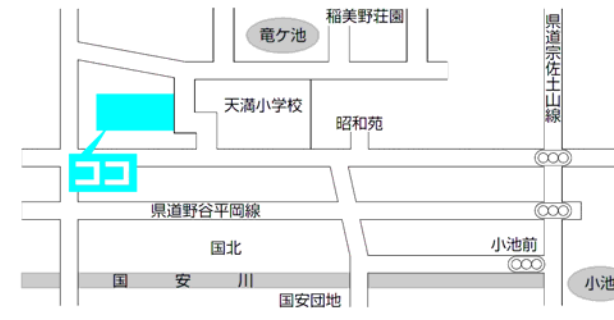 稲美野荘園
竜ケ池
県道宗佐土山線
天満小学校
昭和苑
ココ
県道野谷平岡線
国北
小池前
国安川
小池
国安団地